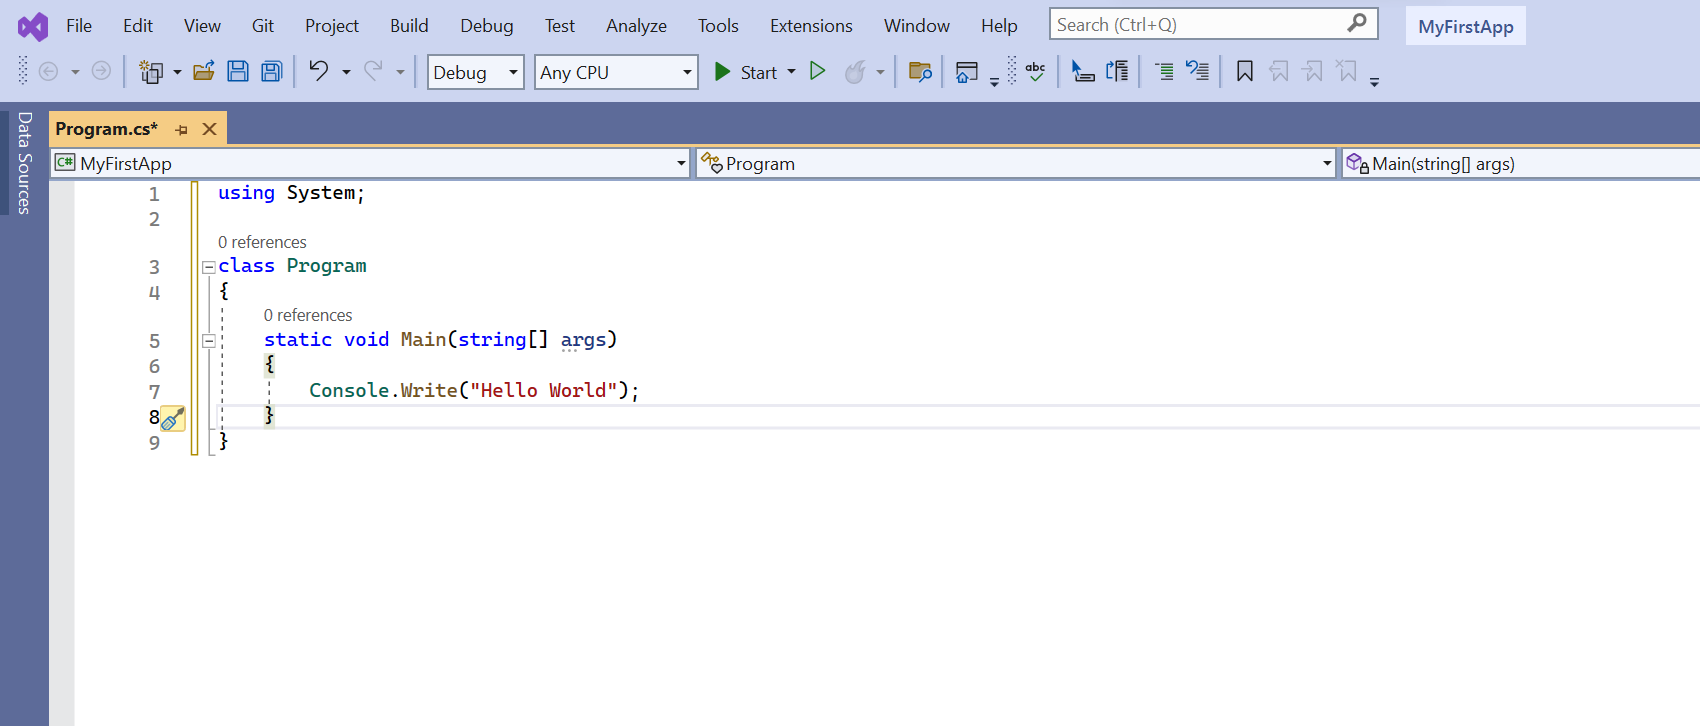 File Edit View Git Project Build Debug Test Analyze Tools Extensions Window Help Search (Ctrl+Q) MyFirstApp
Debug Any CPU Start abc
Data Sources
Program.cs*
C# MyFirstApp Program Main(string[] args)
1 using System;
2
0 references
3 class Program
4 {
0 references
5 static void Main(string[] args)
6 {
7 Console.Write("Hello World");
8 }
9 }